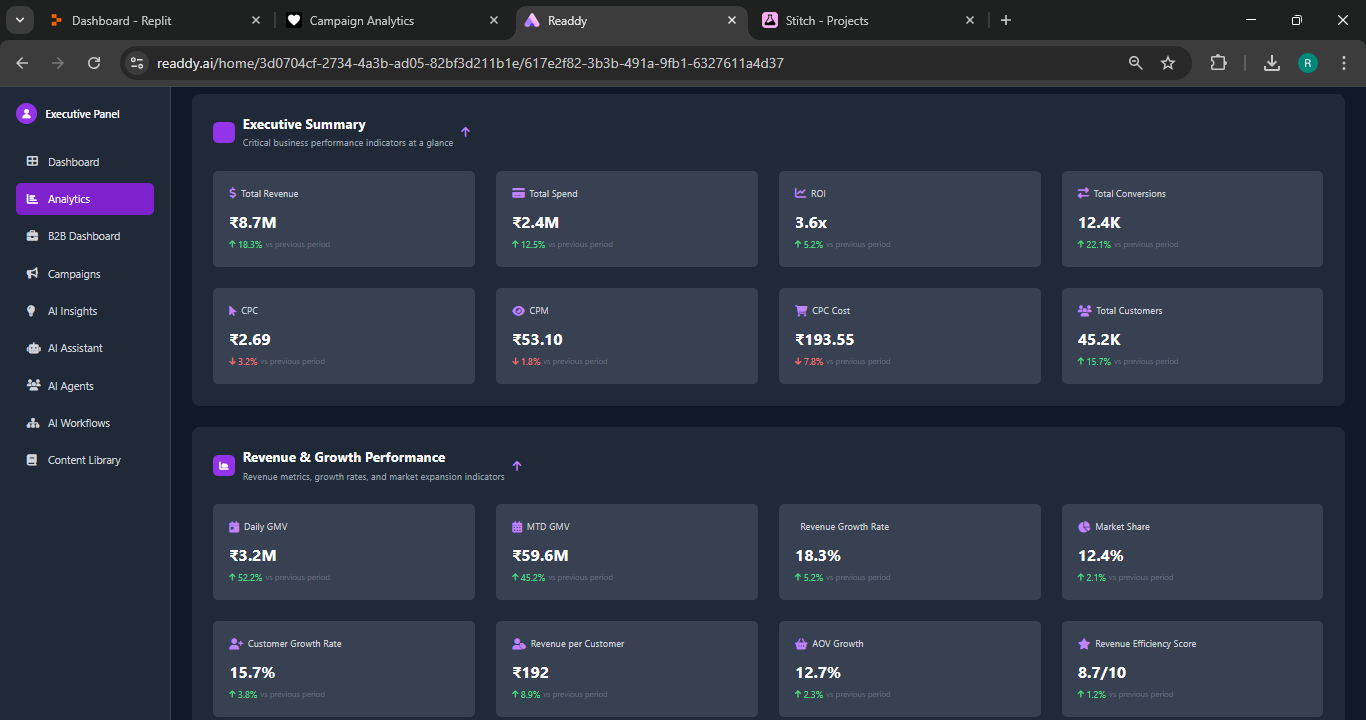 Dashboard - Replit
Campaign Analytics
Readdy
Stitch - Projects
readdy.ai/home/3d0704cf-2734-4a3b-ad05-82bf3d211b1e/617e2f82-3b3b-491a-9fb1-6327611a4d37
R
Executive Panel
Dashboard
Analytics
B2B Dashboard
Campaigns
AI Insights
AI Assistant
AI Agents
AI Workflows
Content Library
Executive Summary
Critical business performance indicators at a glance
Total Revenue
₹8.7M
18.3% vs previous period
Total Spend
₹2.4M
12.5% vs previous period
ROI
3.6x
5.2% vs previous period
Total Conversions
12.4K
22.1% vs previous period
CPC
₹2.69
3.2% vs previous period
CPM
₹53.10
1.8% vs previous period
CPC Cost
₹193.55
7.8% vs previous period
Total Customers
45.2K
15.7% vs previous period
Revenue & Growth Performance
Revenue metrics, growth rates, and market expansion indicators
Daily GMV
₹3.2M
52.2% vs previous period
MTD GMV
₹59.6M
45.2% vs previous period
Revenue Growth Rate
18.3%
5.2% vs previous period
Market Share
12.4%
2.1% vs previous period
Customer Growth Rate
15.7%
3.8% vs previous period
Revenue per Customer
₹192
8.9% vs previous period
AOV Growth
12.7%
2.3% vs previous period
Revenue Efficiency Score
8.7/10
1.2% vs previous period